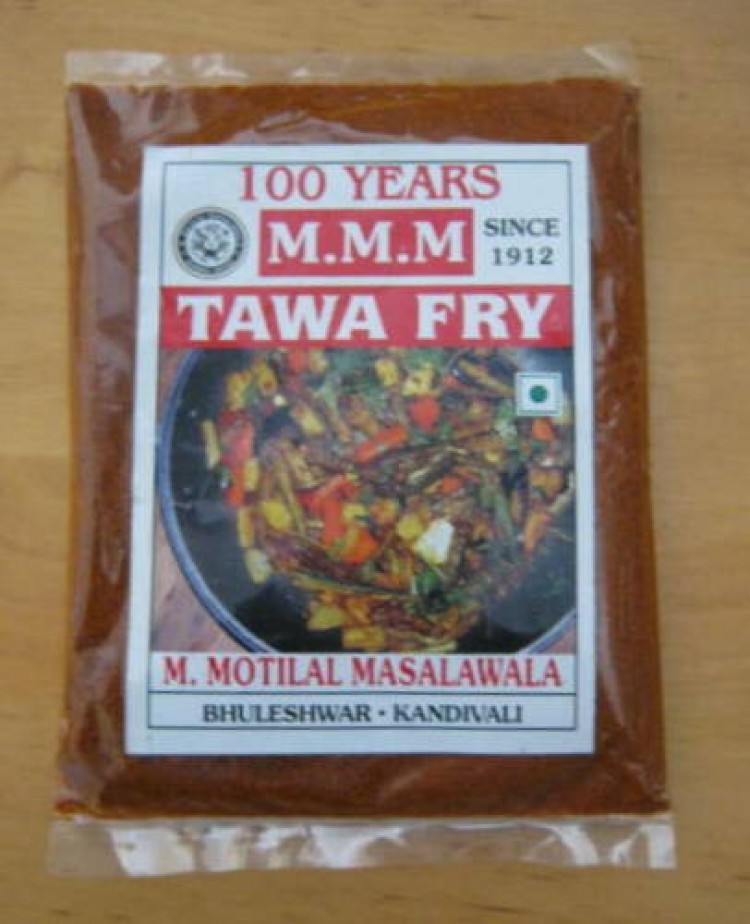 100 YEARS
M.M.M
SINCE
1912
TAWA FRY
M. MOTILAL MASALAWALA
BHULESHWAR • KANDIVALI